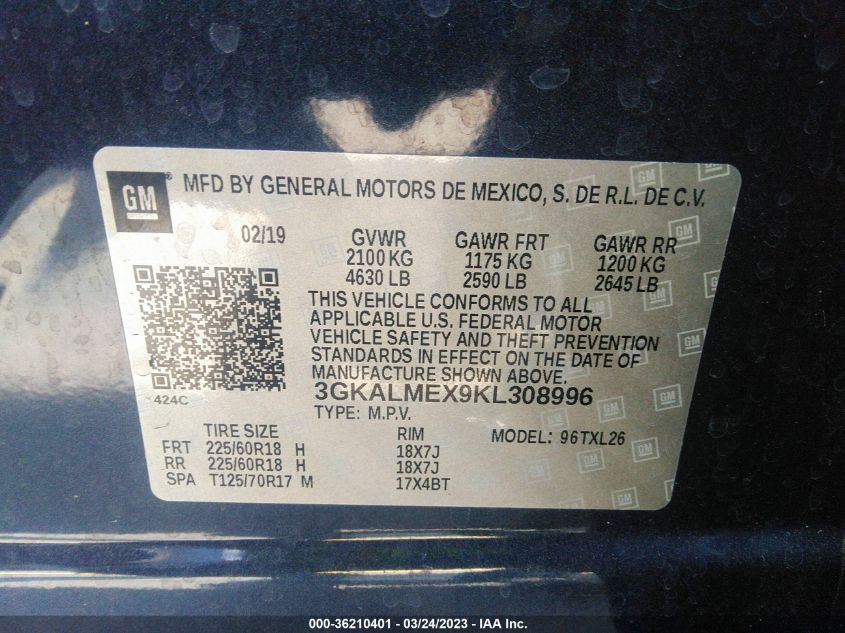 GM ® MFD BY GENERAL MOTORS DE MEXICO, S. DE R.L. DE C.V.
02/19 GVWR GAWR FRT GAWR RR
2100 KG 1175 KG 1200 KG
4630 LB 2590 LB 2645 LB
THIS VEHICLE CONFORMS TO ALL
APPLICABLE U.S. FEDERAL MOTOR
VEHICLE SAFETY AND THEFT PREVENTION
STANDARDS IN EFFECT ON THE DATE OF
MANUFACTURE SHOWN ABOVE.
424C 3GKALMEX9KL308996
TYPE: M.P.V.
TIRE SIZE RIM MODEL: 96TXL26
FRT 225/60R18 H 18X7J
RR 225/60R18 H 18X7J
SPA T125/70R17 M 17X4BT
000-36210401 - 03/24/2023 - IAA Inc.